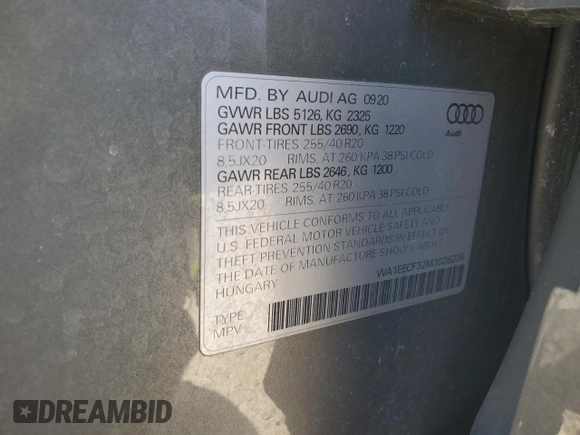 MFD. BY AUDI AG 09 20
GVWR LBS 5126, KG 2325
GAWR FRONT LBS 2690, KG 1220
FRONT-TIRES 255/40 R20
8,5JX20 RIMS, AT 260 KPA 38 PSI COLD
GAWR REAR LBS 2646, KG 1200
REAR-TIRES 255/40 R20
8,5JX20 RIMS, AT 260 KPA 38 PSI COLD
THIS VEHICLE CONFORMS TO ALL APPLICABLE
U.S. FEDERAL MOTOR VEHICLE SAFETY AND
THEFT PREVENTION STANDARDS IN EFFECT ON
THE DATE OF MANUFACTURE SHOWN ABOVE.
HUNGARY
WA1EECF32M1028238
TYPE
MPV
Audi
DREAMBID